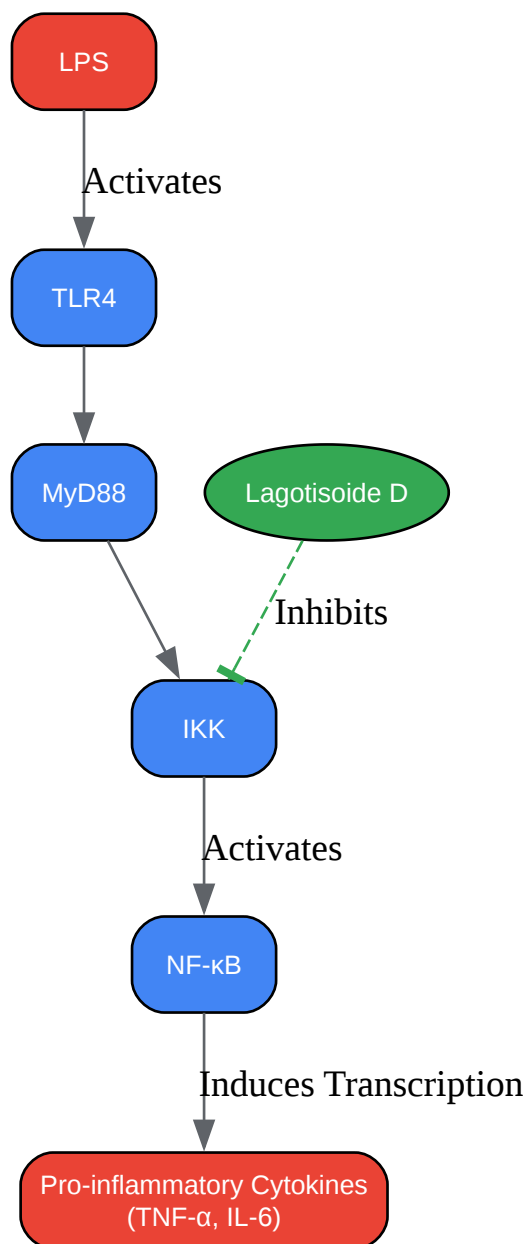 LPS
Activates
TLR4
MyD88
Lagotisoide D
Inhibits
IKK
Activates
NF-κB
Induces Transcription
Pro-inflammatory Cytokines
(TNF-α, IL-6)